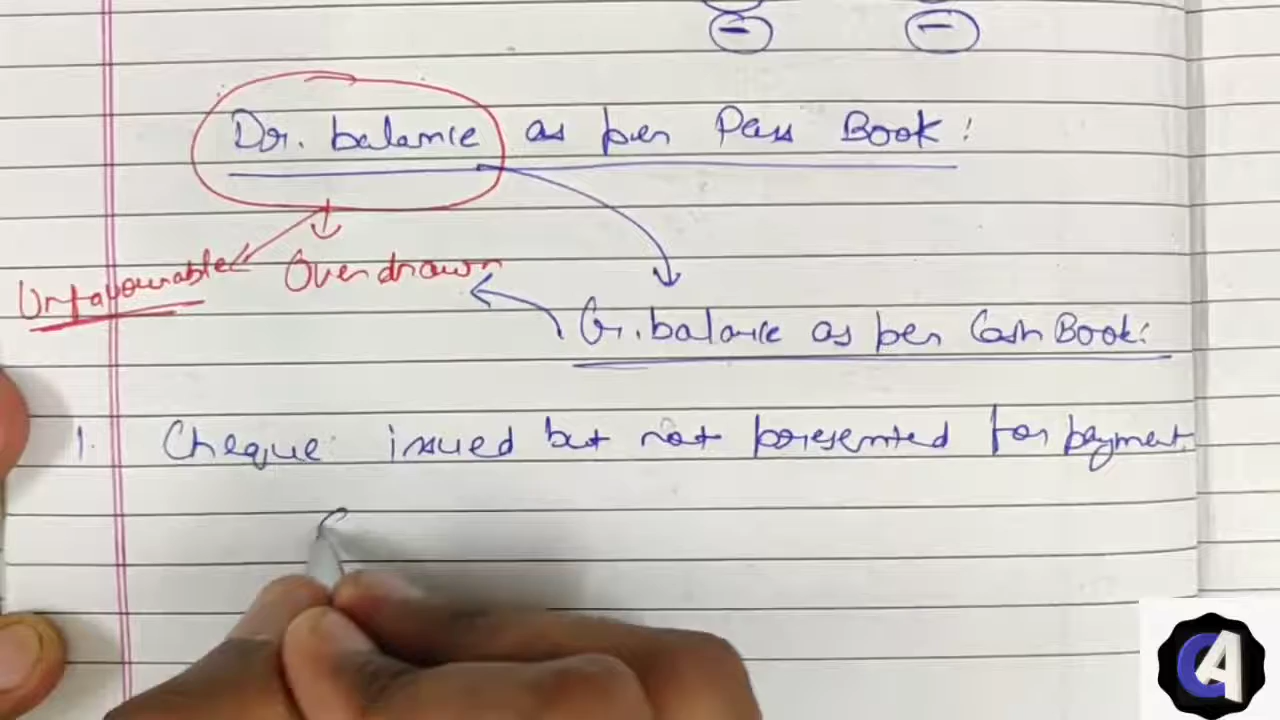 Dr. balance as per Pass Book:
Unfavourable Overdrawn
Cr. balance as per Cash Book:
1. Cheque issued but not presented for payment.
CA